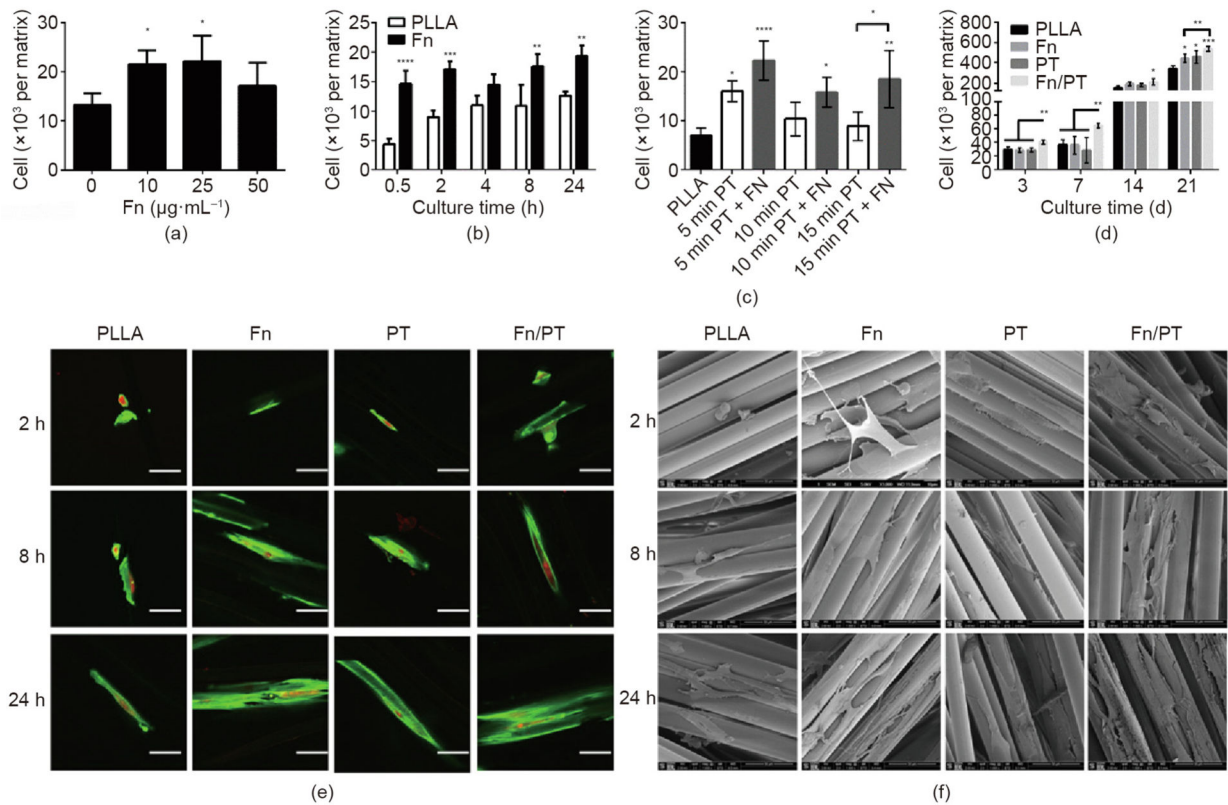 Cell (×10³ per matrix)
30
20
10
0
*
*
0 10 25 50
Fn (μg·mL⁻¹)
(a)
Cell (×10³ per matrix)
25
20
15
10
5
0
PLLA
Fn
**** *** ** **
0.5 2 4 8 24
Culture time (h)
(b)
Cell (×10³ per matrix)
30
20
10
0
*
****
*
*
**
PLLA
5 min PT
5 min PT + FN
10 min PT
10 min PT + FN
15 min PT
15 min PT + FN
(c)
Cell (×10³ per matrix)
800
600
400
200
60
40
20
0
PLLA
Fn
PT
Fn/PT
**
**
*
**
* * ***
3 7 14 21
Culture time (d)
(d)
PLLA Fn PT Fn/PT
2 h
8 h
24 h
(e)
PLLA Fn PT Fn/PT
2 h
8 h
24 h
(f)